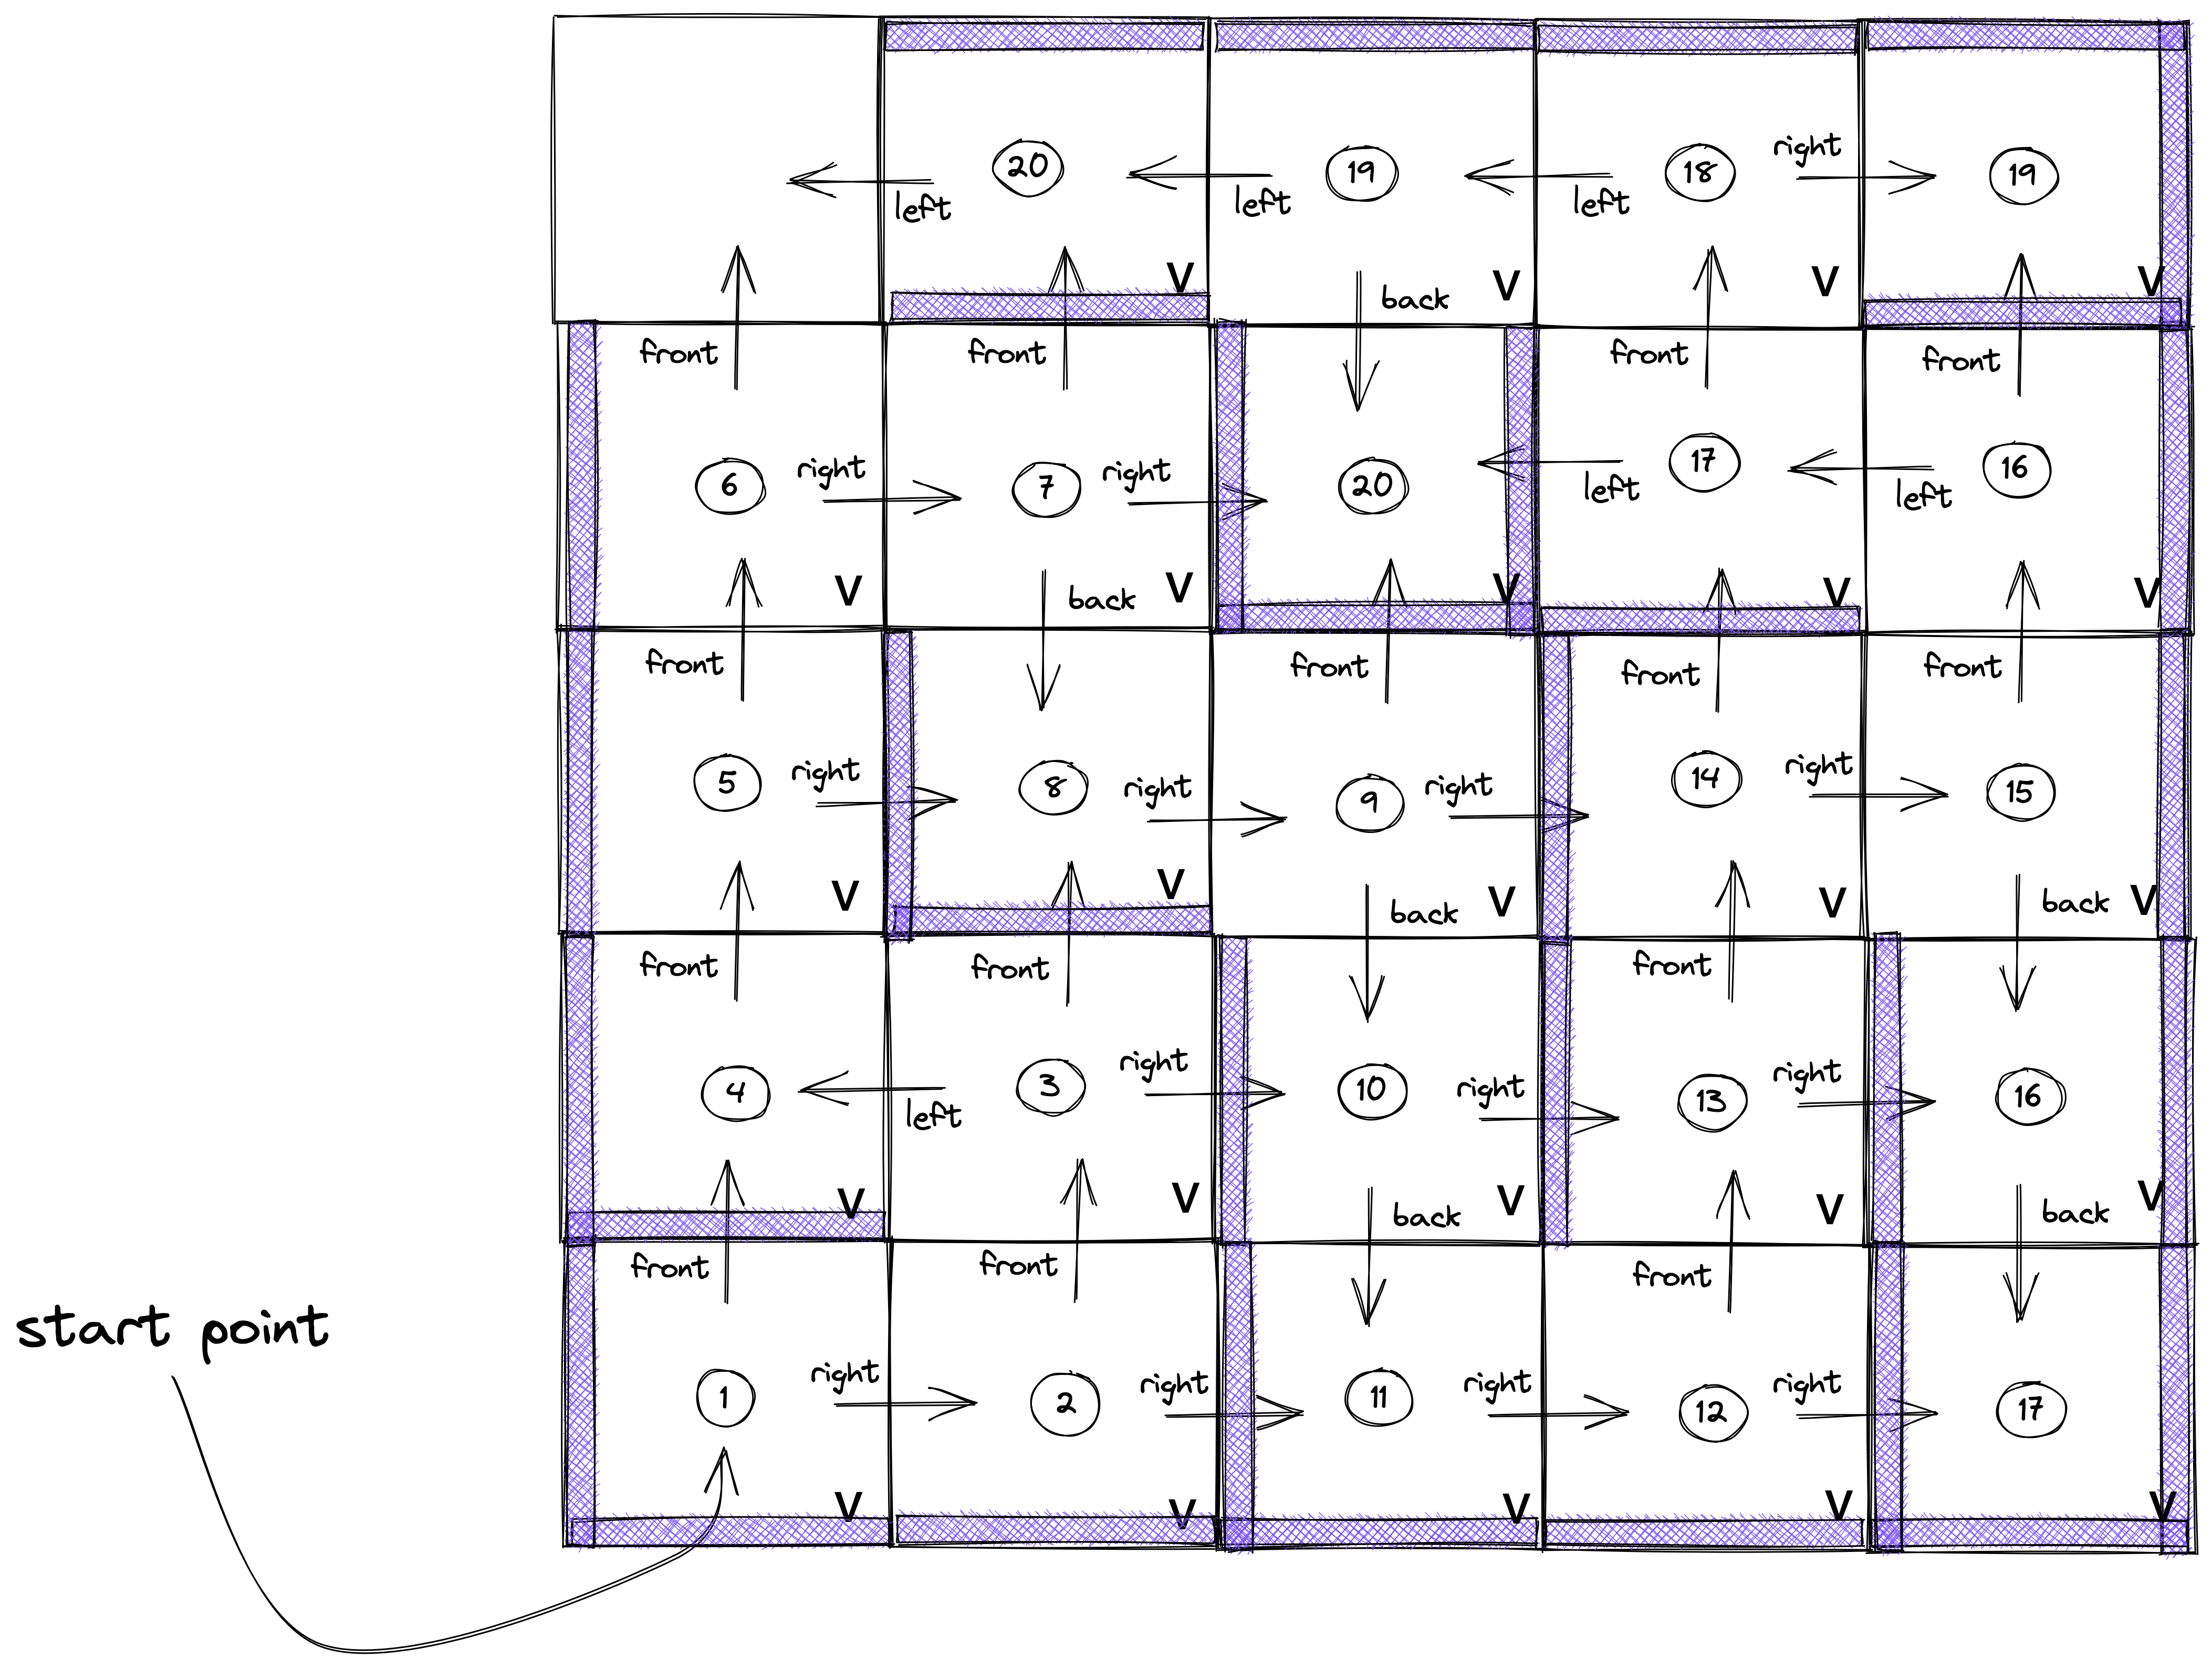 20 19 18 right 19
left left left
V V V V
back
front front front front
6 right 7 right 20 17 16
left left
V V back V V V
front front front front
5 right 8 right 9 right 14 right 15
V V back V V back V
front front front
4 3 right 10 right 13 right 16
left
V V back V V back V
front front front
start point
1 right 2 right 11 right 12 right 17
V V V V V